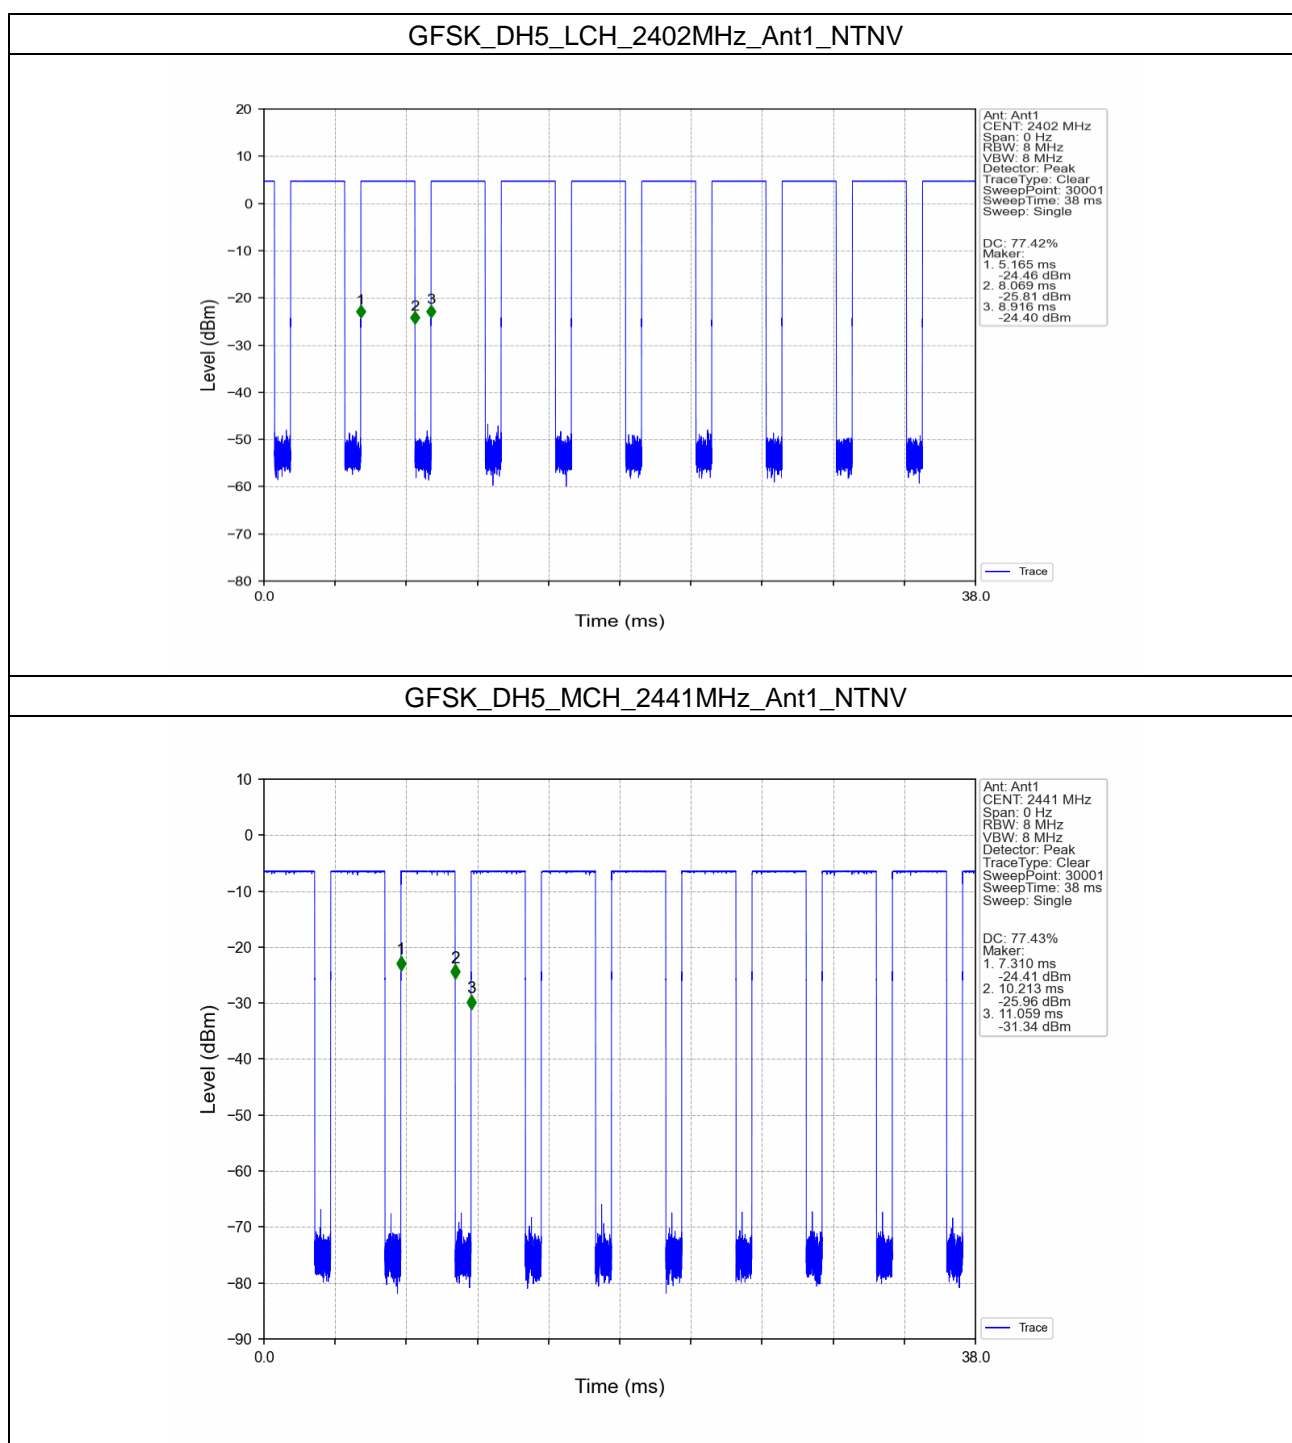 GFSK_DH5_LCH_2402MHz_Ant1_NTNV
20
10
0
−10
−20
−30
−40
−50
−60
−70
−80
Level (dBm)
1
2
3
0.0
38.0
Time (ms)
Ant: Ant1
CENT: 2402 MHz
Span: 0 Hz
RBW: 8 MHz
VBW: 8 MHz
Detector: Peak
TraceType: Clear
SweepPoint: 30001
SweepTime: 38 ms
Sweep: Single
DC: 77.42%
Maker:
1. 5.165 ms
-24.46 dBm
2. 8.069 ms
-25.81 dBm
3. 8.916 ms
-24.40 dBm
Trace
GFSK_DH5_MCH_2441MHz_Ant1_NTNV
10
0
−10
−20
−30
−40
−50
−60
−70
−80
−90
Level (dBm)
1
2
3
0.0
38.0
Time (ms)
Ant: Ant1
CENT: 2441 MHz
Span: 0 Hz
RBW: 8 MHz
VBW: 8 MHz
Detector: Peak
TraceType: Clear
SweepPoint: 30001
SweepTime: 38 ms
Sweep: Single
DC: 77.43%
Maker:
1. 7.310 ms
-24.41 dBm
2. 10.213 ms
-25.96 dBm
3. 11.059 ms
-31.34 dBm
Trace